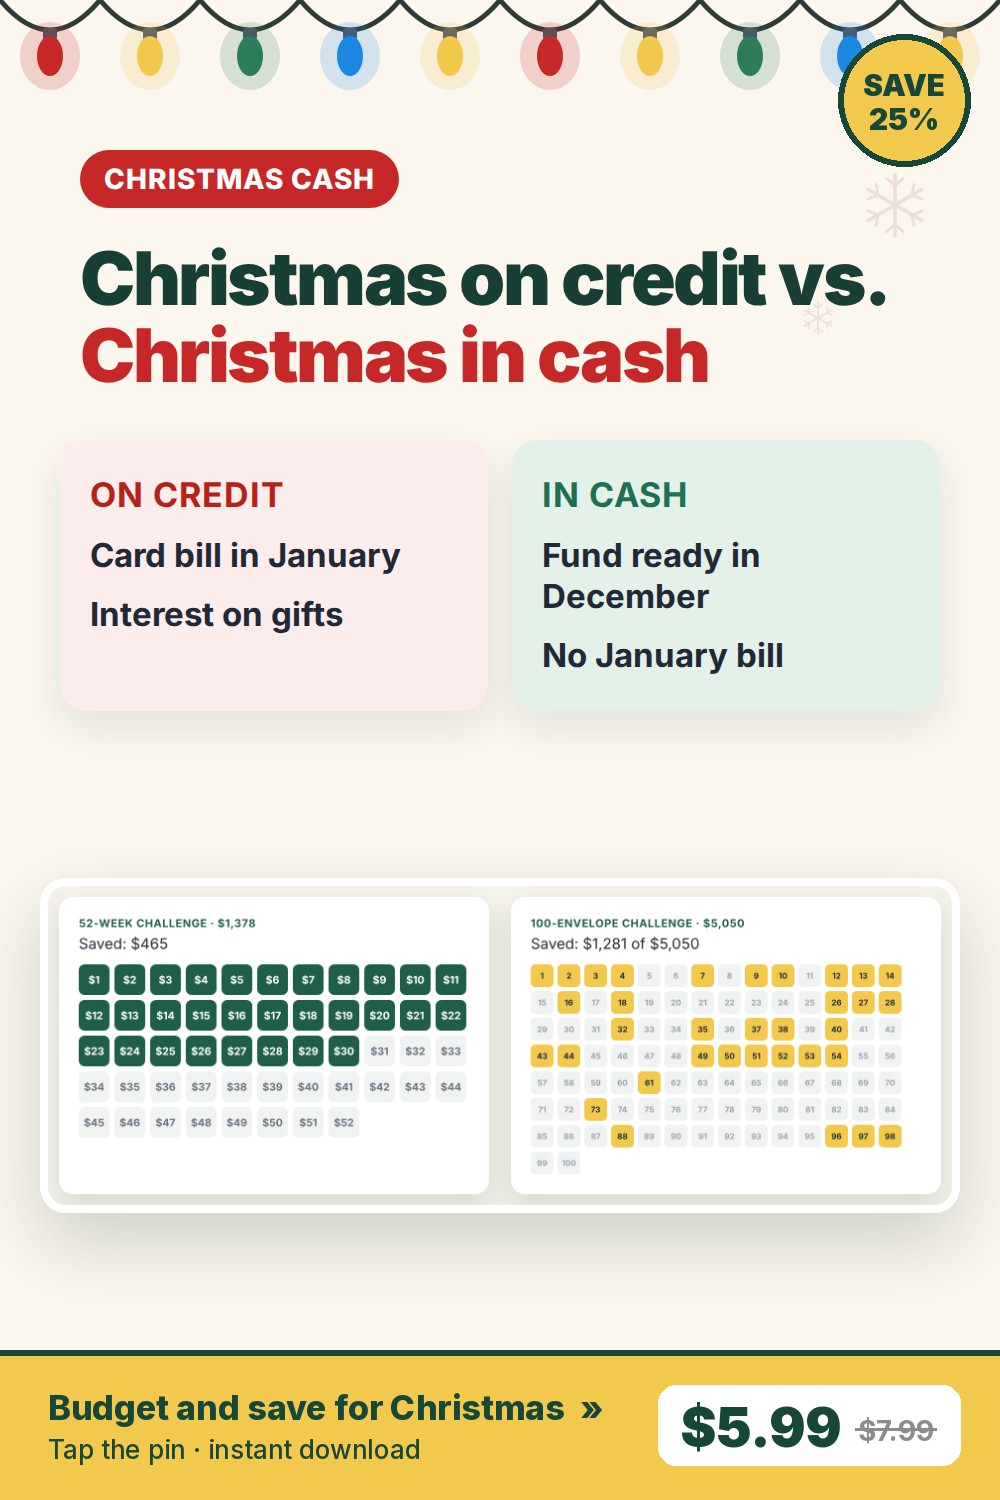 SAVE
25%
CHRISTMAS CASH
Christmas on credit vs.
Christmas in cash
ON CREDIT
Card bill in January
Interest on gifts
IN CASH
Fund ready in
December
No January bill
52-WEEK CHALLENGE · $1,378
Saved: $465
$1 $2 $3 $4 $5 $6 $7 $8 $9 $10 $11
$12 $13 $14 $15 $16 $17 $18 $19 $20 $21 $22
$23 $24 $25 $26 $27 $28 $29 $30 $31 $32 $33
$34 $35 $36 $37 $38 $39 $40 $41 $42 $43 $44
$45 $46 $47 $48 $49 $50 $51 $52
100-ENVELOPE CHALLENGE · $5,050
Saved: $1,281 of $5,050
1 2 3 4 5 6 7 8 9 10 11 12 13 14
15 16 17 18 19 20 21 22 23 24 25 26 27 28
29 30 31 32 33 34 35 36 37 38 39 40 41 42
43 44 45 46 47 48 49 50 51 52 53 54 55 56
57 58 59 60 61 62 63 64 65 66 67 68 69 70
71 72 73 74 75 76 77 78 79 80 81 82 83 84
85 86 87 88 89 90 91 92 93 94 95 96 97 98
99 100
Budget and save for Christmas »
Tap the pin · instant download
$5.99 $7.99